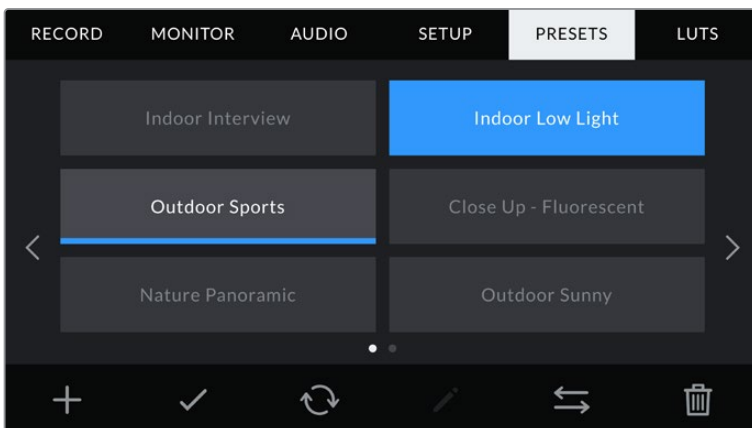 RECORD MONITOR AUDIO SETUP PRESETS LUTS
Indoor Interview Indoor Low Light
Outdoor Sports Close Up - Fluorescent
Nature Panoramic Outdoor Sunny